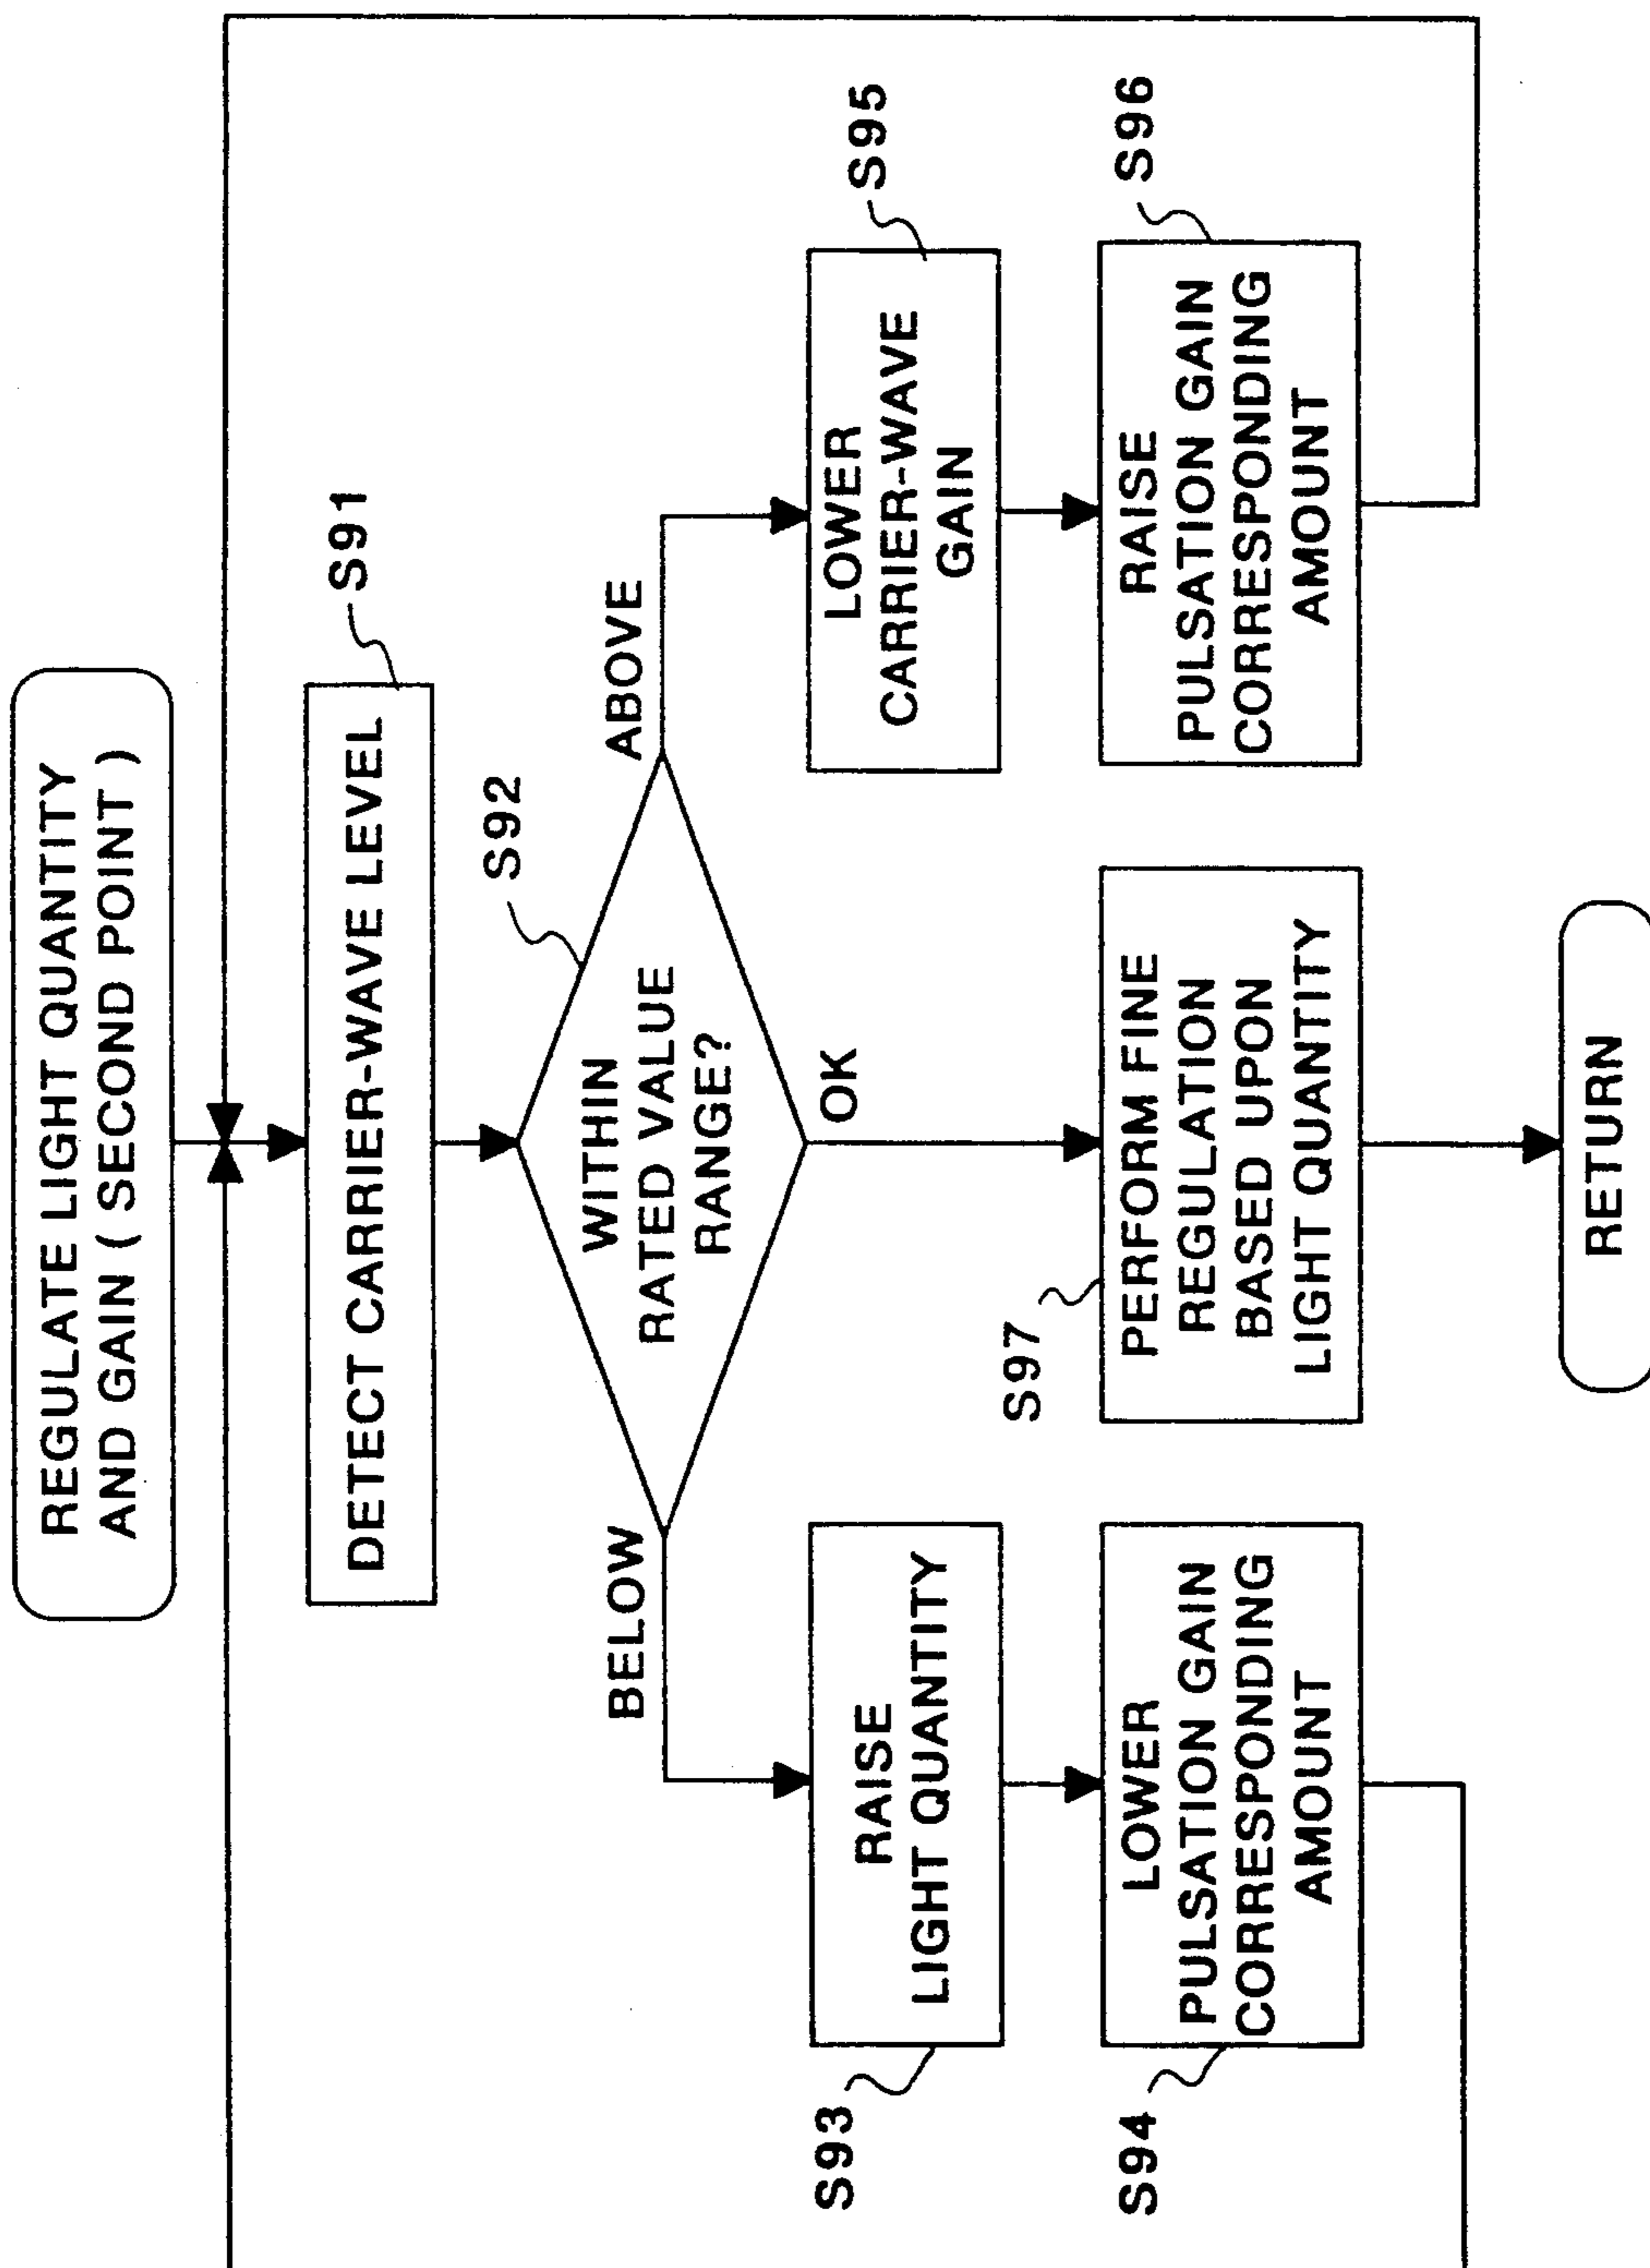 REGULATE LIGHT QUANTITY
AND GAIN ( SECOND POINT )
DETECT CARRIER-WAVE LEVEL
S91
S92
WITHIN
RATED VALUE
RANGE?
BELOW
ABOVE
OK
S93
RAISE
LIGHT QUANTITY
LOWER
CARRIER-WAVE
GAIN
S95
S94
LOWER
PULSATION GAIN
CORRESPONDING
AMOUNT
S97
PERFORM FINE
REGULATION
BASED UPON
LIGHT QUANTITY
RAISE
PULSATION GAIN
CORRESPONDING
AMOUNT
S96
RETURN